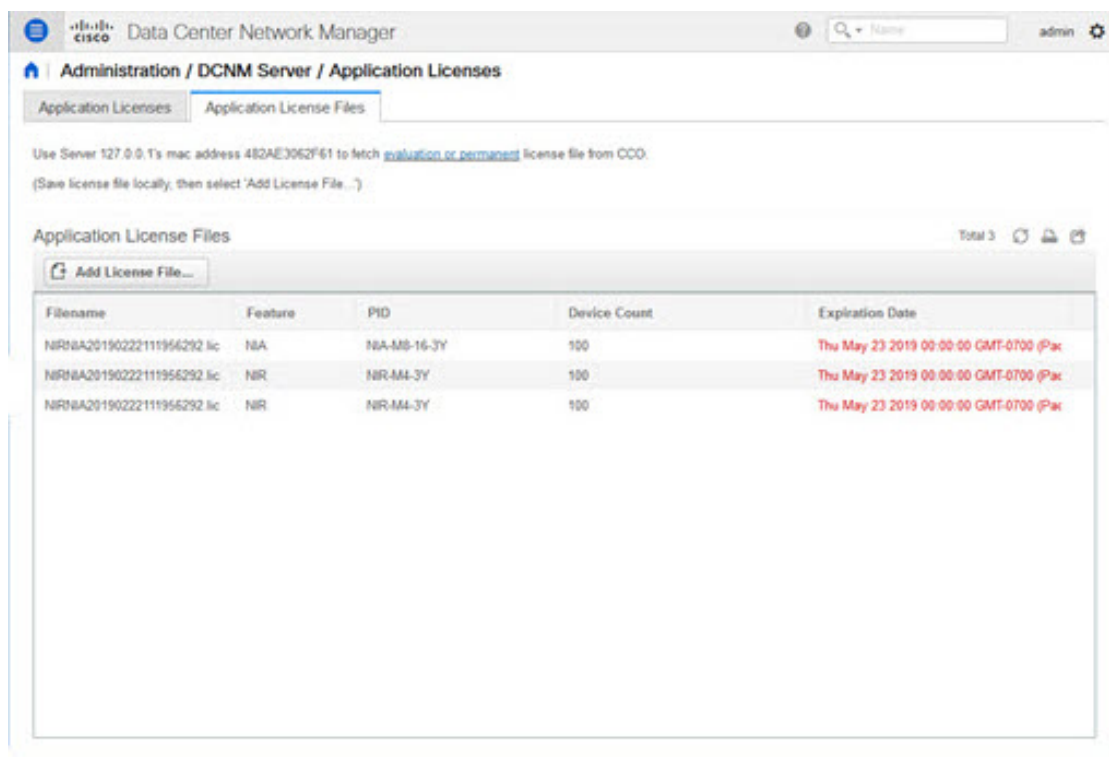 cisco Data Center Network Manager Name admin
Administration / DCNM Server / Application Licenses
Application Licenses Application License Files
Use Server 127.0.0.1's mac address 482AE3062F61 to fetch evaluation or permanent license file from CCO.
(Save license file locally, then select 'Add License File...')
Application License Files Total 3
Add License File...
Filename Feature PID Device Count Expiration Date
NIRNIA20190222111956292.lic NIA NIA-M8-16-3Y 100 Thu May 23 2019 00:00:00 GMT-0700 (Pac
NIRNIA20190222111956292.lic NIR NIR-M4-3Y 100 Thu May 23 2019 00:00:00 GMT-0700 (Pac
NIRNIA20190222111956292.lic NIR NIR-M4-3Y 100 Thu May 23 2019 00:00:00 GMT-0700 (Pac